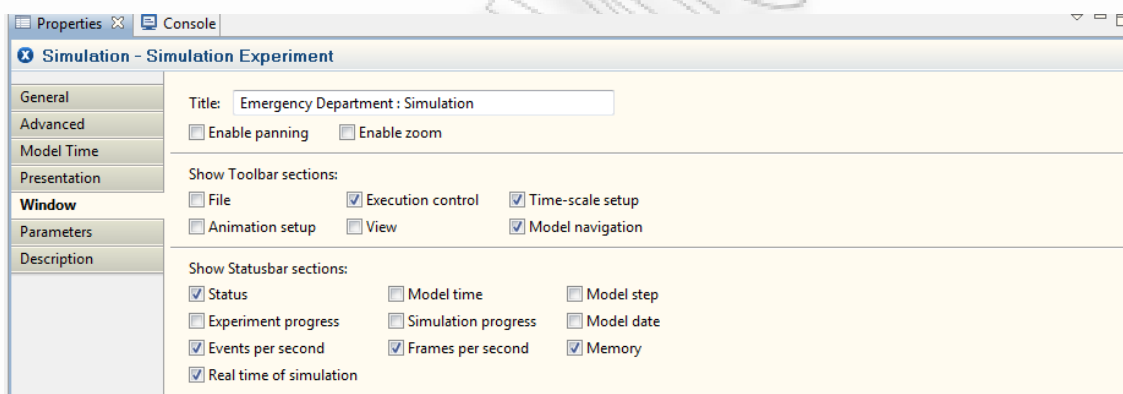 Properties Console
Simulation - Simulation Experiment
General
Advanced
Model Time
Presentation
Window
Parameters
Description
Title: Emergency Department : Simulation
Enable panning Enable zoom
Show Toolbar sections:
File Execution control Time-scale setup
Animation setup View Model navigation
Show Statusbar sections:
Status Model time Model step
Experiment progress Simulation progress Model date
Events per second Frames per second Memory
Real time of simulation